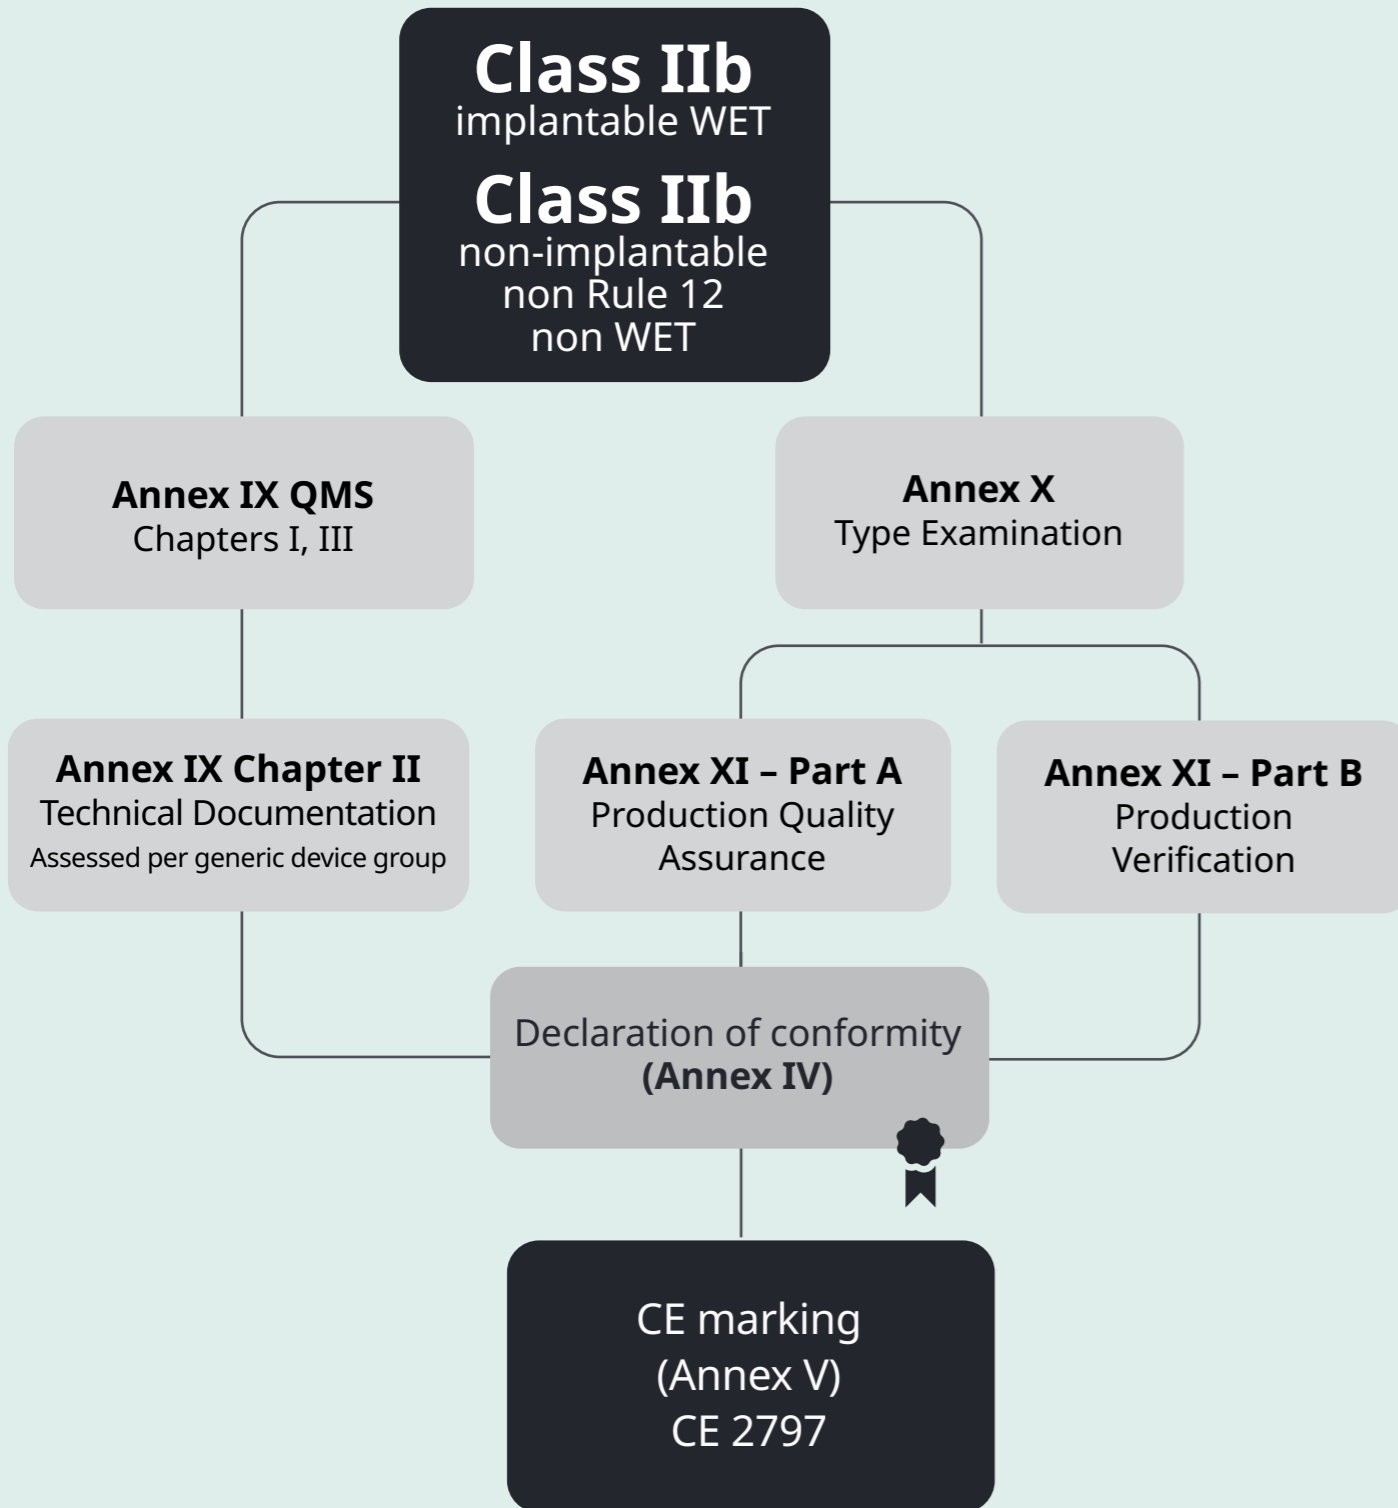 Class IIb
implantable WET
Class IIb
non-implantable
non Rule 12
non WET
Annex IX QMS
Chapters I, III
Annex X
Type Examination
Annex IX Chapter II
Technical Documentation
Assessed per generic device group
Annex XI – Part A
Production Quality
Assurance
Annex XI – Part B
Production
Verification
Declaration of conformity
(Annex IV)
CE marking
(Annex V)
CE 2797